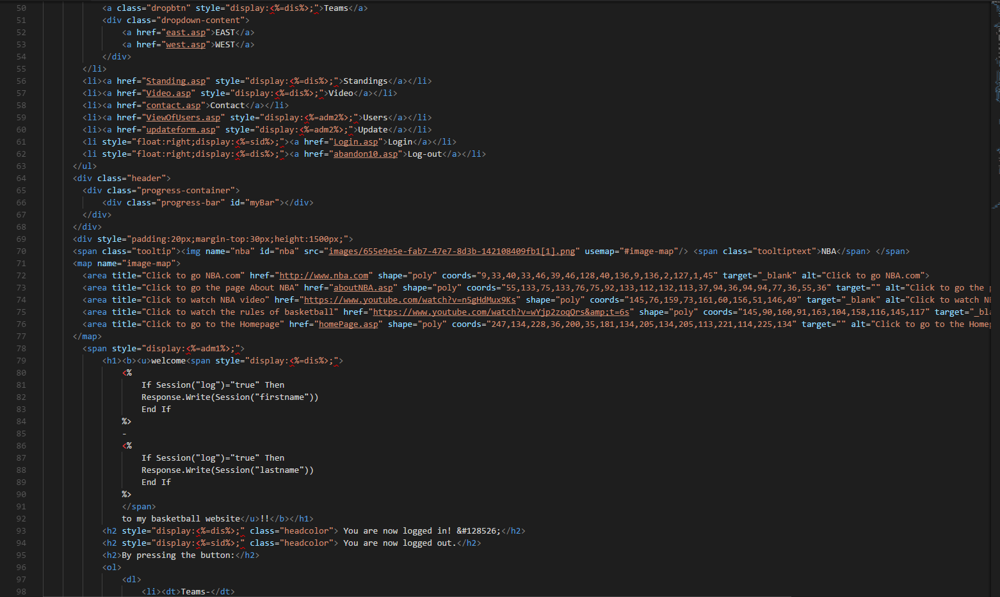 50 <a class="dropbtn" style="display:<%=dis%>;">Teams</a>
51 <div class="dropdown-content">
52 <a href="east.asp">EAST</a>
53 <a href="west.asp">WEST</a>
54 </div>
55 </li>
56 <li><a href="Standing.asp" style="display:<%=dis%>;">Standings</a></li>
57 <li><a href="Video.asp" style="display:<%=dis%>;">Video</a></li>
58 <li><a href="contact.asp">Contact</a></li>
59 <li><a href="ViewOfUsers.asp" style="display:<%=adm2%>;">Users</a></li>
60 <li><a href="updateform.asp" style="display:<%=adm2%>;">Update</a></li>
61 <li style="float:right;display:<%=sid%>;"><a href="Login.asp">Login</a></li>
62 <li style="float:right;display:<%=dis%>;"><a href="abandon10.asp">Log-out</a></li>
63 </ul>
64 <div class="header">
65 <div class="progress-container">
66 <div class="progress-bar" id="myBar"></div>
67 </div>
68 </div>
69 <div style="padding:20px;margin-top:30px;height:1500px;">
70 <span class="tooltip"><img name="nba" id="nba" src="images/655e9e5e-fab7-47e7-8d3b-142108409fb1[1].png" usemap="#image-map"/> <span class="tooltiptext">NBA</span> </span>
71 <map name="image-map">
72 <area title="Click to go NBA.com" href="http://www.nba.com" shape="poly" coords="9,33,40,33,46,39,46,128,40,136,9,136,2,127,1,45" target="_blank" alt="Click to go NBA.com">
73 <area title="Click to go the page About NBA" href="aboutNBA.asp" shape="poly" coords="55,133,75,133,76,75,92,133,112,132,113,37,94,36,94,94,77,36,55,36" target="" alt="Click to go the
74 <area title="Click to watch NBA video" href="https://www.youtube.com/watch?v=n5gHdMux9Ks" shape="poly" coords="145,76,159,73,161,60,156,51,146,49" target="_blank" alt="Click to watch
75 <area title="Click to watch the rules of basketball" href="https://www.youtube.com/watch?v=wYjp2zoqQrs&amp;t=6s" shape="poly" coords="145,90,160,91,163,104,158,116,145,117" target="_bl
76 <area title="Click to go to the Homepage" href="homePage.asp" shape="poly" coords="247,134,228,36,200,35,181,134,205,134,205,113,221,114,225,134" target="" alt="Click to go to the Home
77 </map>
78 <span style="display:<%=adm1%>;">
79 <h1><b><u>welcome<span style="display:<%=dis%>;">
80 <%
81 If Session("log")="true" Then
82 Response.Write(Session("firstname"))
83 End If
84 %>
85 -
86 <%
87 If Session("log")="true" Then
88 Response.Write(Session("lastname"))
89 End If
90 %>
91 </span>
92 to my basketball website</u>!!</b></h1>
93 <h2 style="display:<%=dis%>;" class="headcolor"> You are now logged in! &#128526;</h2>
94 <h2 style="display:<%=sid%>;" class="headcolor"> You are now logged out.</h2>
95 <h2>By pressing the button:</h2>
96 <ol>
97 <dl>
98 <li><dt>Teams-</dt>